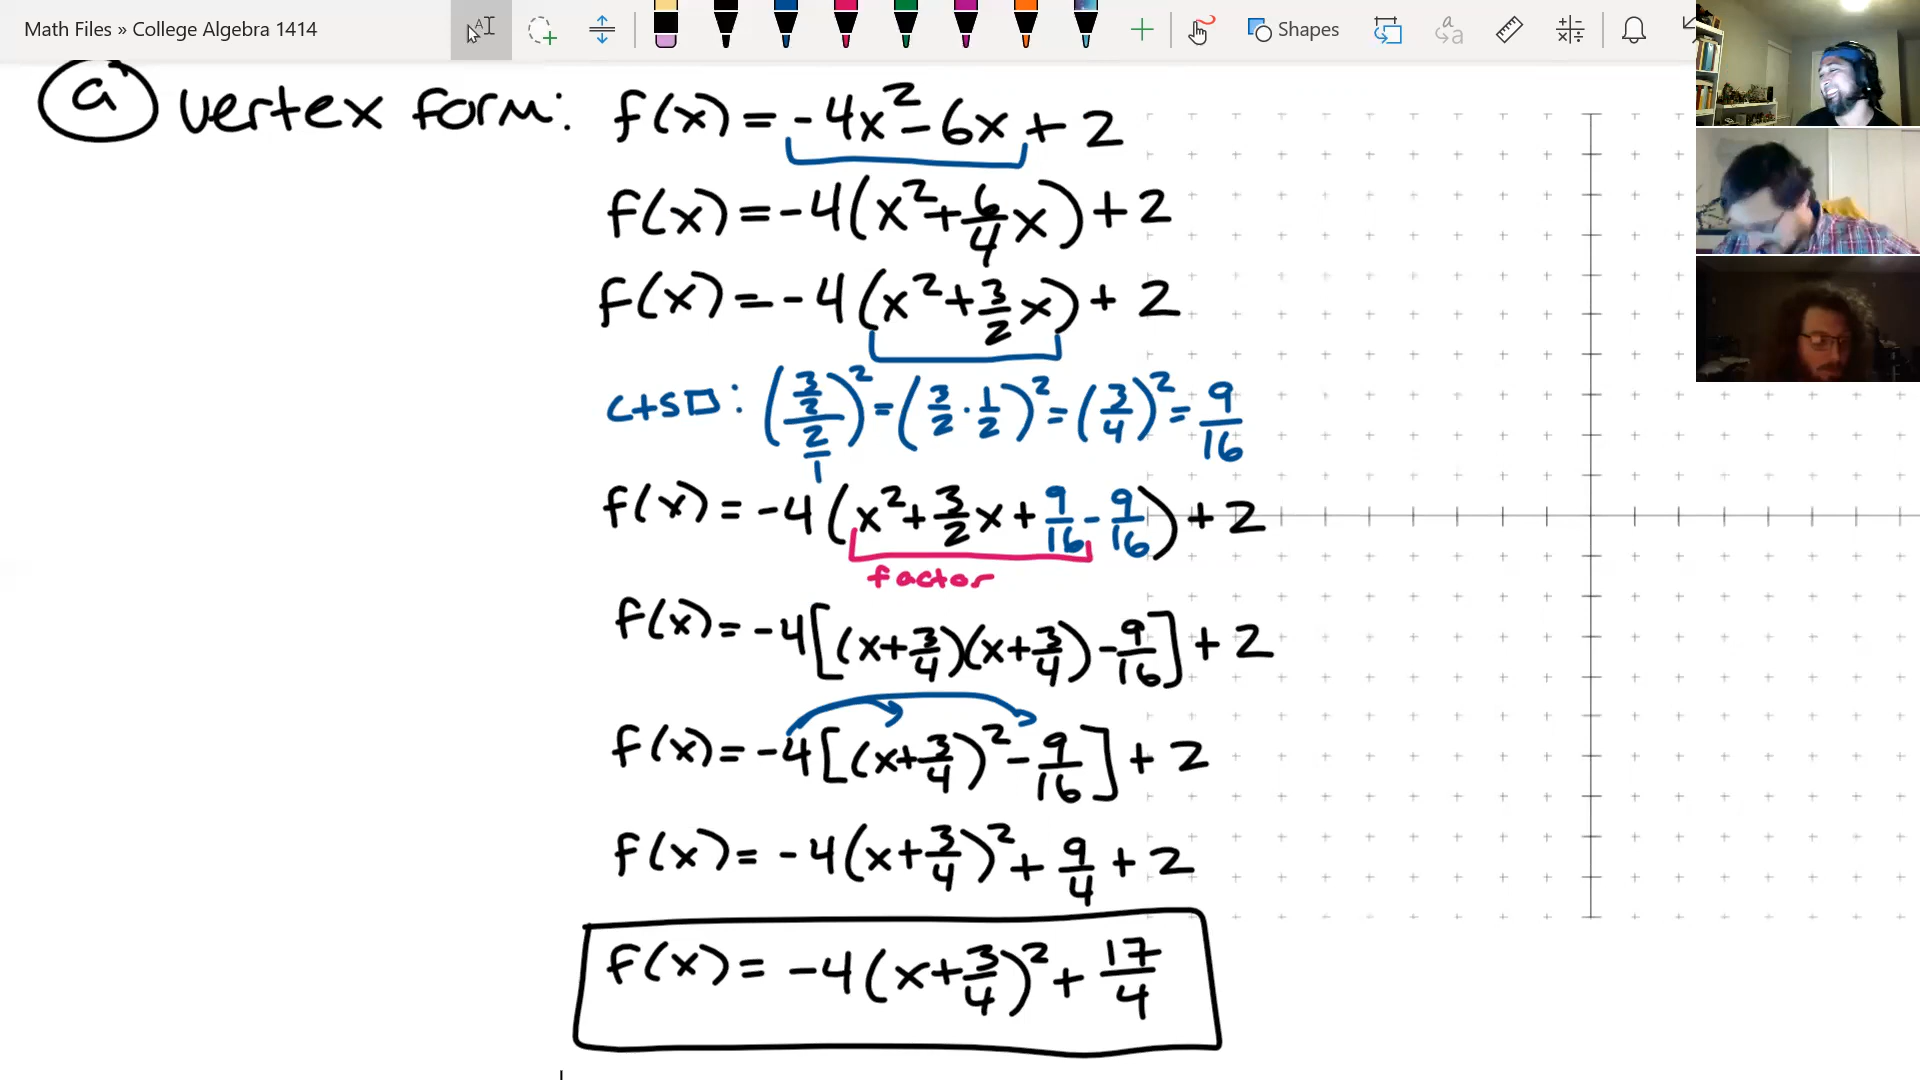 Math Files » College Algebra 1414
Shapes
a vertex form: f(x) = -4x² - 6x + 2
f(x) = -4(x² + 6/4 x) + 2
f(x) = -4(x² + 3/2 x) + 2
CTS□: ((3/2)/(2/1))² = (3/2 · 1/2)² = (3/4)² = 9/16
f(x) = -4(x² + 3/2 x + 9/16 - 9/16) + 2
factor
f(x) = -4[(x + 3/4)(x + 3/4) - 9/16] + 2
f(x) = -4[(x + 3/4)² - 9/16] + 2
f(x) = -4(x + 3/4)² + 9/4 + 2
f(x) = -4(x + 3/4)² + 17/4